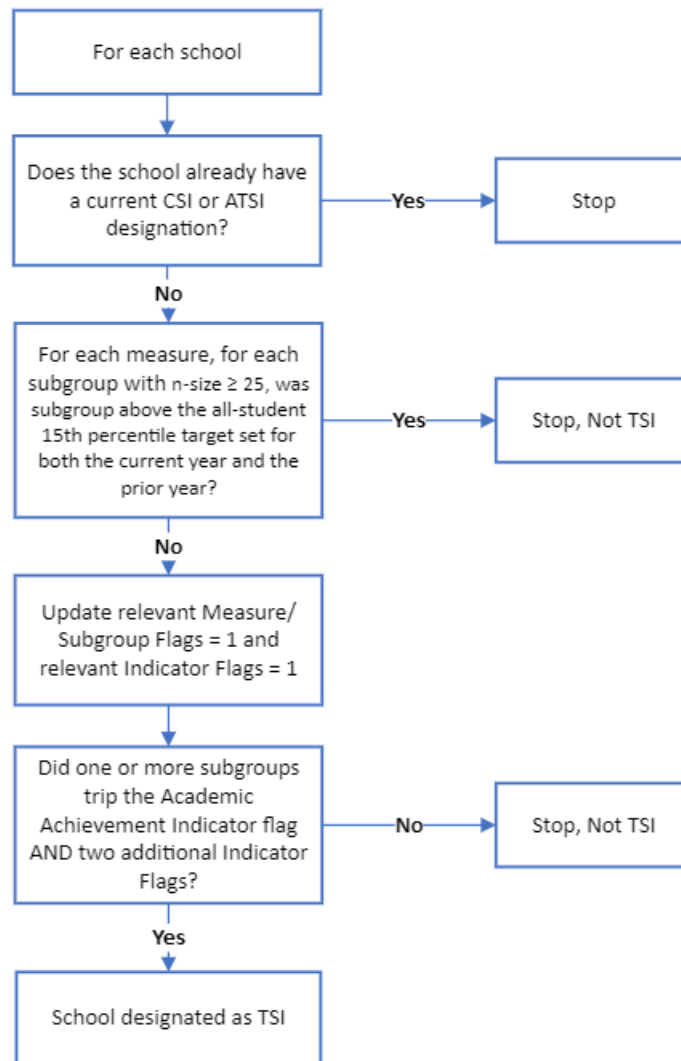 For each school
Does the school already have
a current CSI or ATSI
designation?
Yes
Stop
No
For each measure, for each
subgroup with n-size ≥ 25, was
subgroup above the all-student
15th percentile target set for
both the current year and the
prior year?
Yes
Stop, Not TSI
No
Update relevant Measure/
Subgroup Flags = 1 and
relevant Indicator Flags = 1
Did one or more subgroups
trip the Academic
Achievement Indicator flag
AND two additional Indicator
Flags?
No
Stop, Not TSI
Yes
School designated as TSI